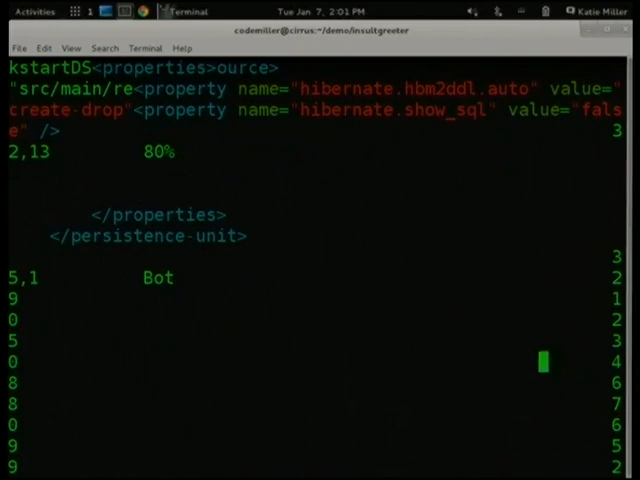 Activities 1 Terminal Tue Jan 7, 2:01 PM Katie Miller
codemiller@cirrus:~/demo/insultgreeter
File Edit View Search Terminal Help
kstartDS<properties>ource>
"src/main/re<property name="hibernate.hbm2ddl.auto" value="
create-drop"<property name="hibernate.show_sql" value="fals
e" /> 3
2,13 80%
</properties>
</persistence-unit>
3
5,1 Bot 2
9 1
0 2
5 3
0 4
8 6
8 7
0 6
9 5
9 2